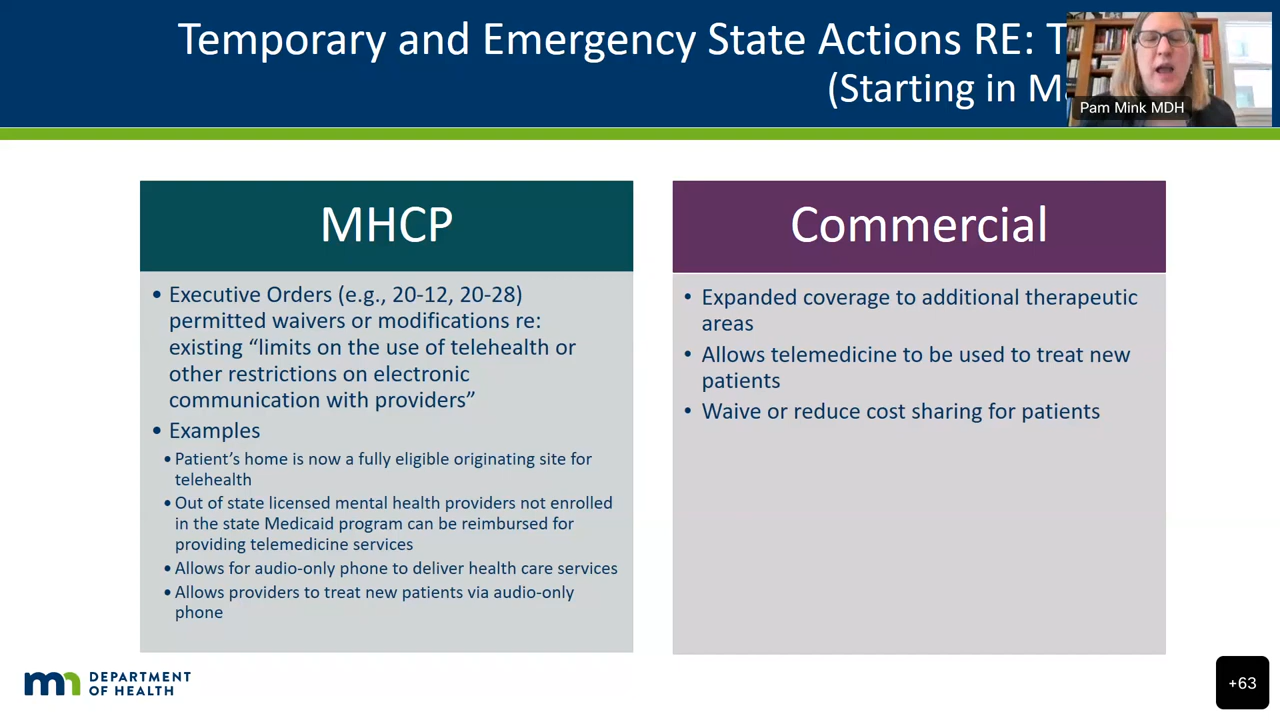 Temporary and Emergency State Actions RE:
(Starting in
Pam Mink MDH
MHCP
• Executive Orders (e.g., 20-12, 20-28)
permitted waivers or modifications re:
existing “limits on the use of telehealth or
other restrictions on electronic
communication with providers”
• Examples
• Patient’s home is now a fully eligible originating site for
telehealth
• Out of state licensed mental health providers not enrolled
in the state Medicaid program can be reimbursed for
providing telemedicine services
• Allows for audio-only phone to deliver health care services
• Allows providers to treat new patients via audio-only
phone
Commercial
• Expanded coverage to additional therapeutic
areas
• Allows telemedicine to be used to treat new
patients
• Waive or reduce cost sharing for patients
mn DEPARTMENT
OF HEALTH
+63